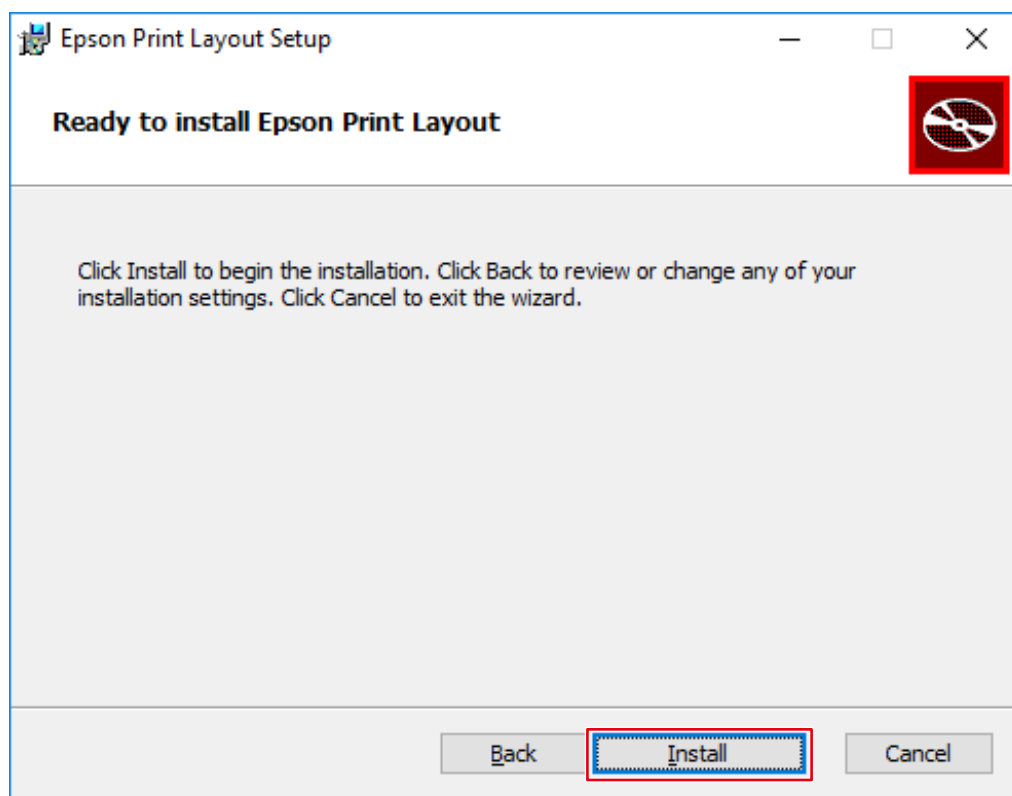 Epson Print Layout Setup
Ready to install Epson Print Layout
Click Install to begin the installation. Click Back to review or change any of your
installation settings. Click Cancel to exit the wizard.
Back Install Cancel